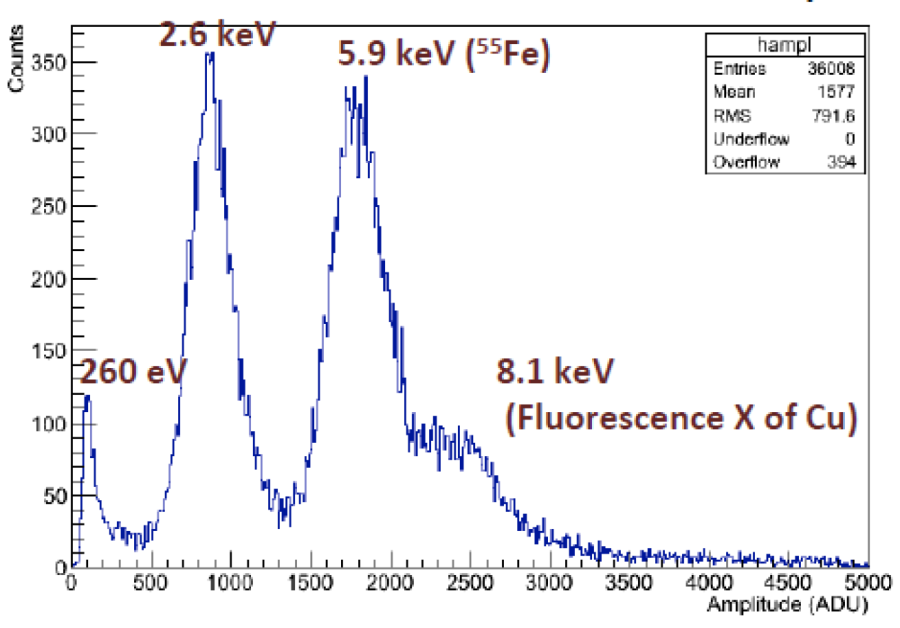 2.6 keV
5.9 keV (⁵⁵Fe)
260 eV
8.1 keV
(Fluorescence X of Cu)
hampl
Entries 36008
Mean 1577
RMS 791.6
Underflow 0
Overflow 394
Counts
350
300
250
200
150
100
50
0
0 500 1000 1500 2000 2500 3000 3500 4000 4500 5000
Amplitude (ADU)